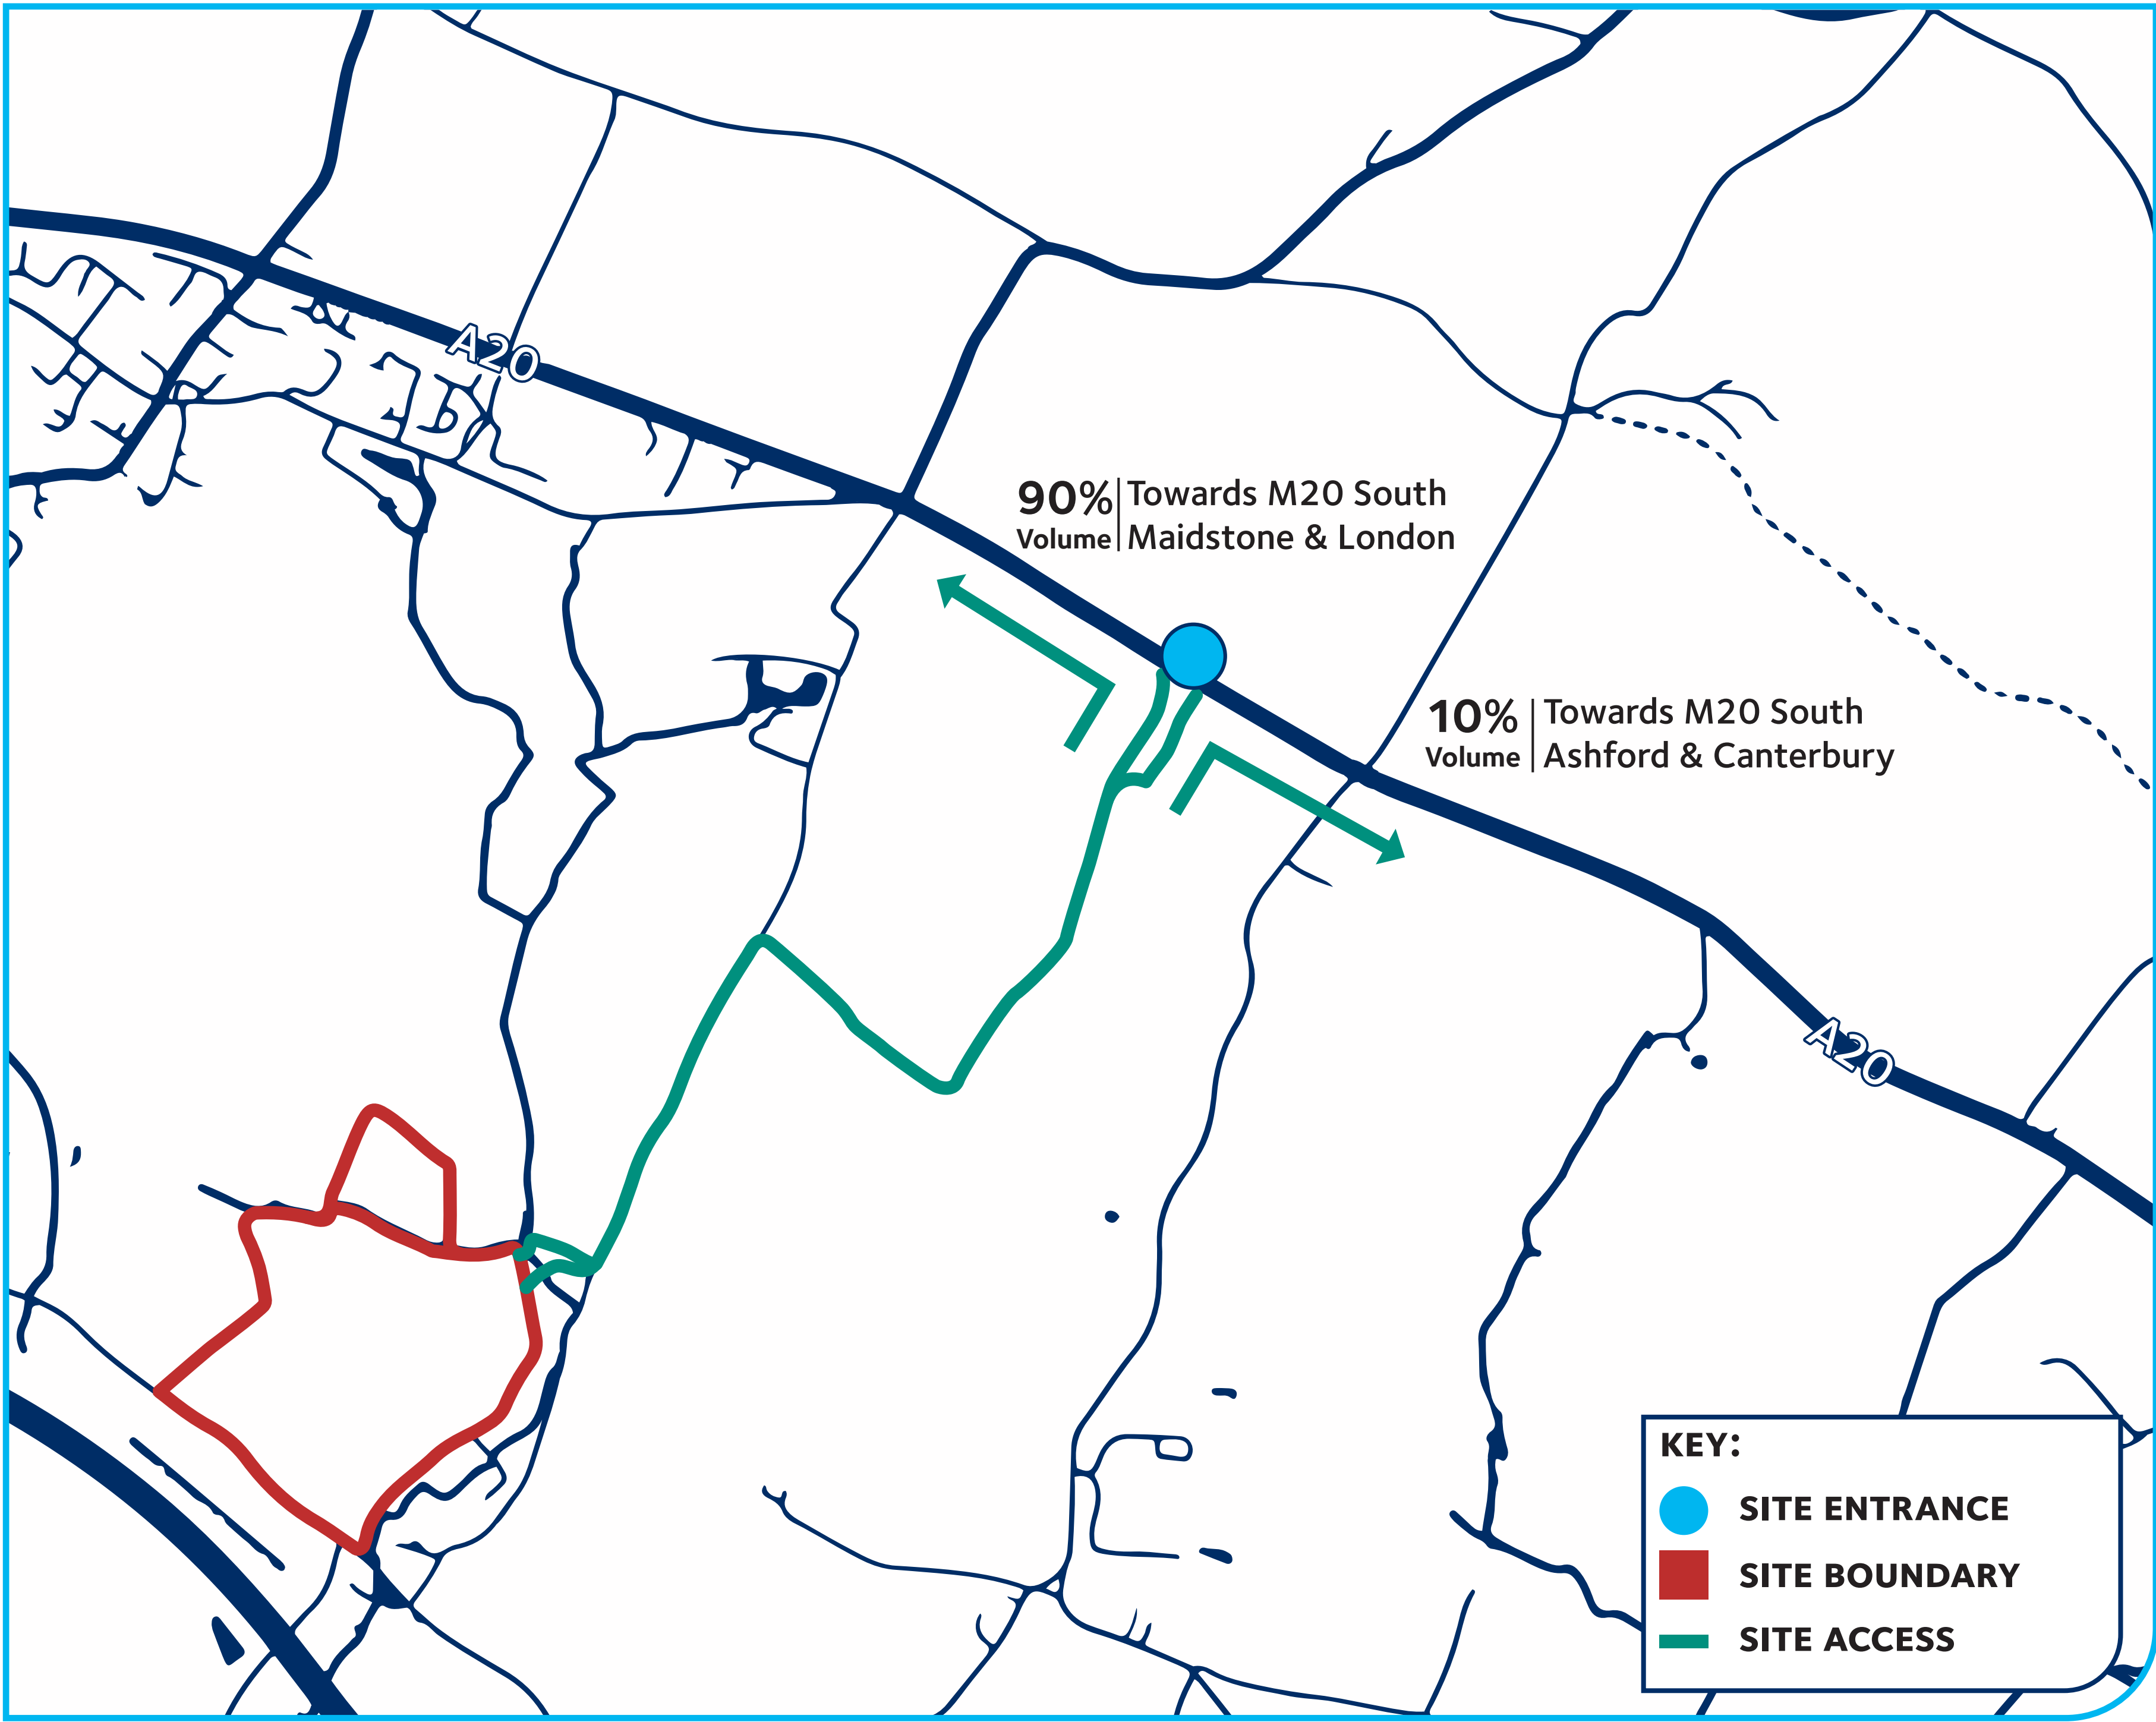 A20
90% Towards M20 South
Volume Maidstone & London
10% Towards M20 South
Volume Ashford & Canterbury
A20
KEY:
SITE ENTRANCE
SITE BOUNDARY
SITE ACCESS